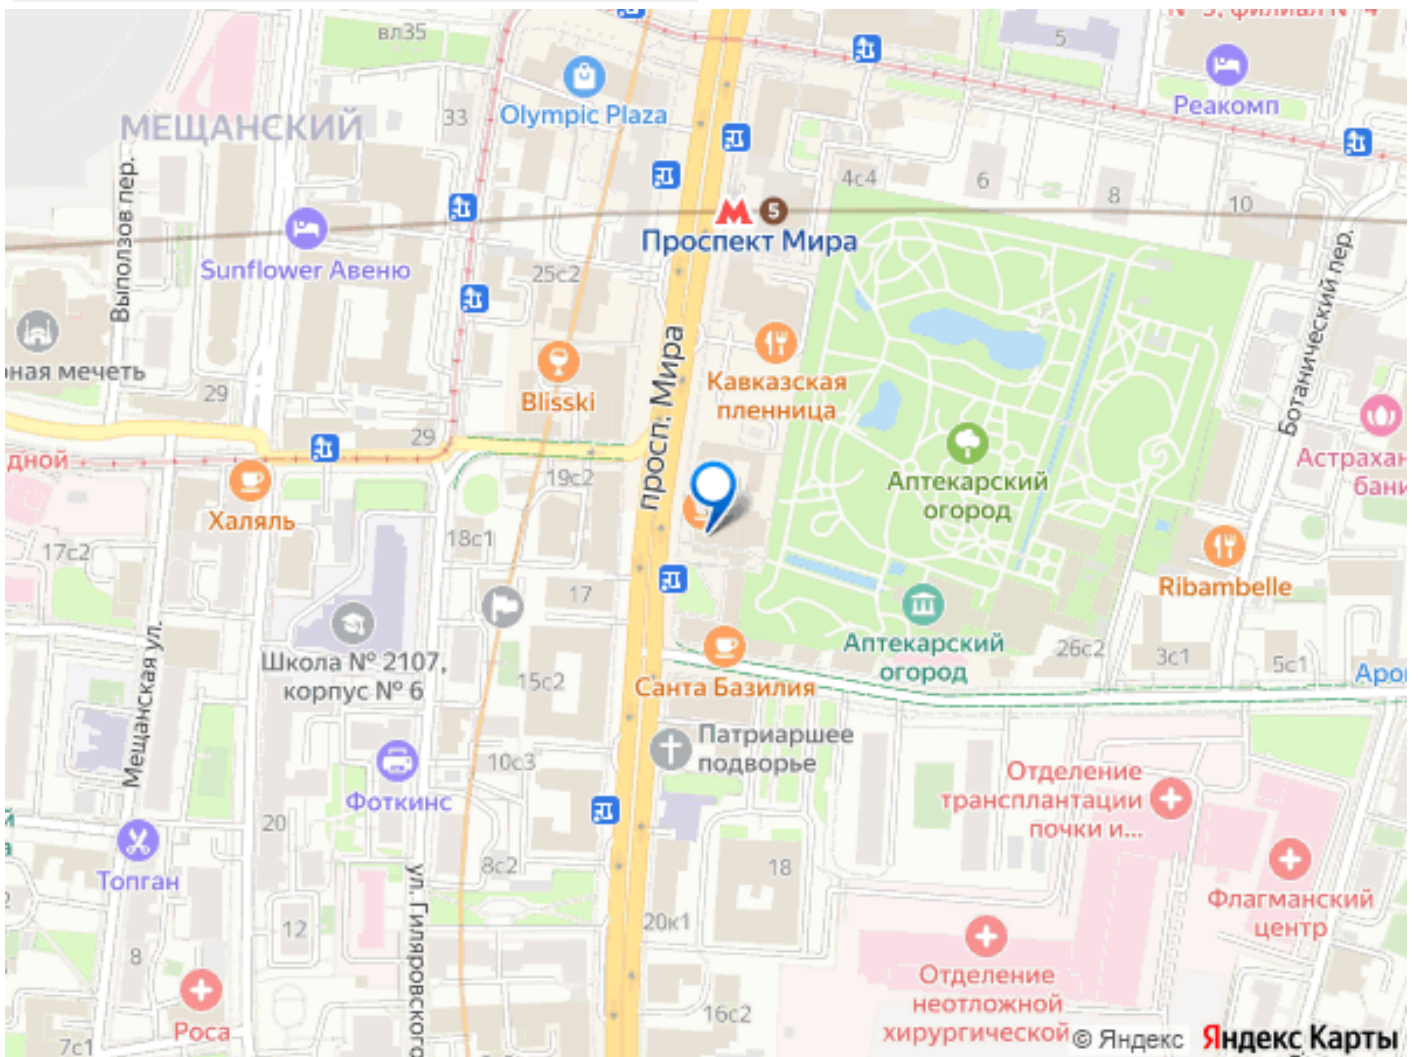 вл35
5
Реакомп
Olympic Plaza
33
МЕЩАНСКИЙ
Выползов пер.
4с4
6
8
10
5
Проспект Мира
Sunflower Авеню
25с2
Ботанический пер.
просп. Мира
ная мечеть
29
Blisski
Кавказская
пленница
29
дной
Халяль
19с2
Аптекарский
огород
Астрахан
бани
17с2
18с1
17
Ribambelle
Мещанская ул.
Школа № 2107,
корпус № 6
15с2
Санта Базилия
Аптекарский
огород
26с2
3с1
5с1
Аро
Патриаршее
подворье
10с3
Фоткинс
Отделение
трансплантации
почки и...
20
Топган
8с2
18
ул. Гиляровского
Флагманский
центр
12
20к1
8
Роса
Отделение
неотложной
хирургической
16с2
7с1
© Яндекс Яндекс Карты